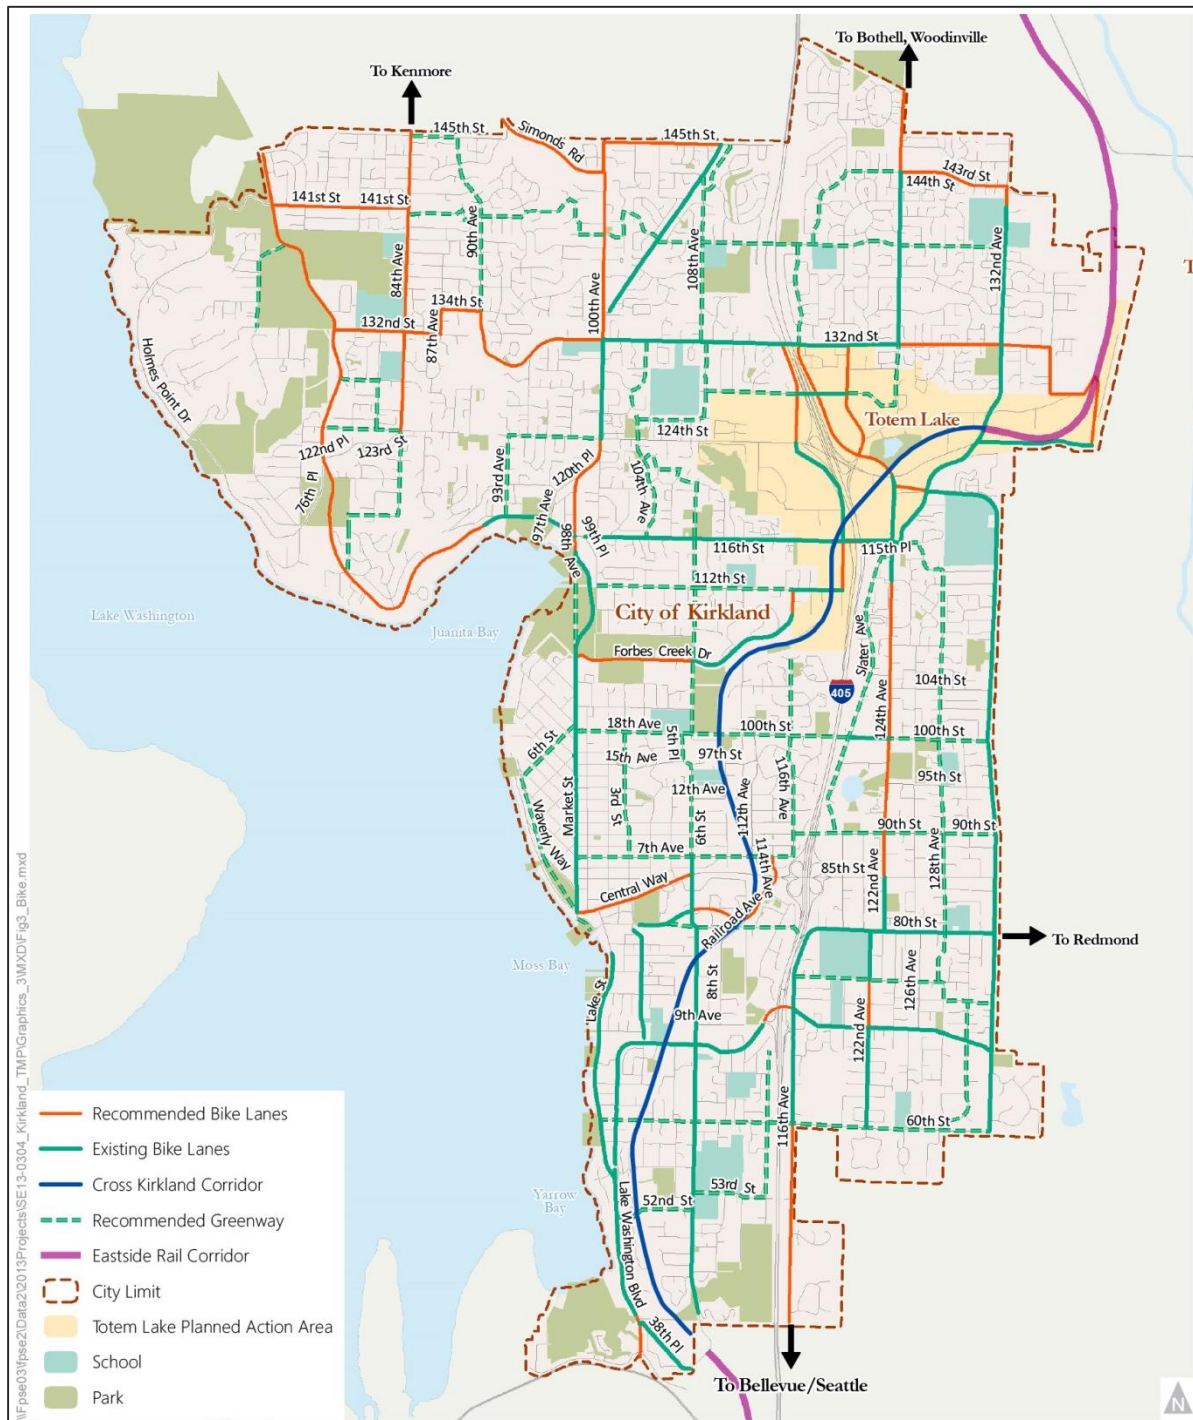 To Bothell, Woodinville
To Kenmore
145th St
Simonds Rd
145th St
143rd St
144th St
141st St
141st St
90th Ave
84th Ave
108th Ave
132nd Ave
T
100th Ave
134th St
132nd St
87th Ave
132nd St
Holmes Point Dr
Totem Lake
124th St
122nd Pl
123rd St
120th Pl
104th Ave
93rd Ave
76th Pl
97th Ave
99th Pl
98th Ave
116th St
115th Pl
112th St
Lake Washington
City of Kirkland
Juanita Bay
Forbes Creek Dr
Slater Ave
104th St
405
124th Ave
18th Ave
100th St
100th St
6th St
5th Pl
15th Ave
97th St
116th Ave
95th St
12th Ave
3rd St
Market St
112th Ave
Waverly Way
6th St
90th St
90th St
7th Ave
114th Ave
85th St
122nd Ave
128th Ave
Central Way
Railroad Ave
80th St
To Redmond
Moss Bay
8th St
126th Ave
Lake St
9th Ave
122nd Ave
116th Ave
60th St
53rd St
52nd St
Yarrow
Bay
Lake Washington Blvd
38th Pl
To Bellevue/Seattle
Recommended Bike Lanes
Existing Bike Lanes
Cross Kirkland Corridor
Recommended Greenway
Eastside Rail Corridor
City Limit
Totem Lake Planned Action Area
School
Park
N
\\Fpse03\fpse2\Data2\2013Projects\SE13-0304_Kirkland_TMP\Graphics_3\MXD\Fig3_Bike.mxd